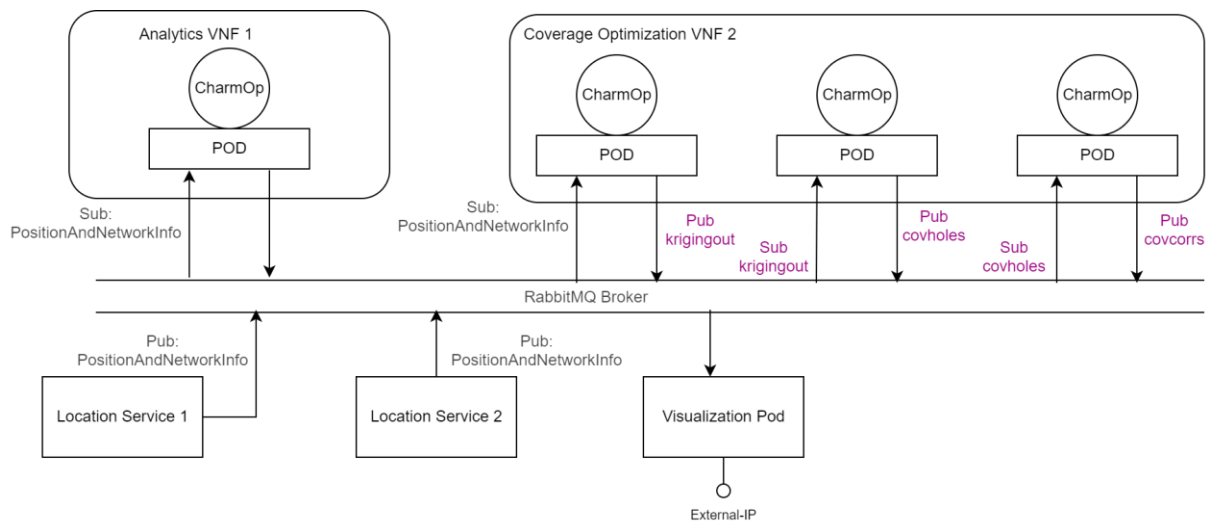 Analytics VNF 1
CharmOp
POD
Coverage Optimization VNF 2
CharmOp
POD
CharmOp
POD
CharmOp
POD
Sub:
PositionAndNetworkInfo
Sub:
PositionAndNetworkInfo
Pub
krigingout
Sub
krigingout
Pub
covholes
Sub
covholes
Pub
covcorrs
RabbitMQ Broker
Pub:
PositionAndNetworkInfo
Pub:
PositionAndNetworkInfo
Location Service 1
Location Service 2
Visualization Pod
External-IP